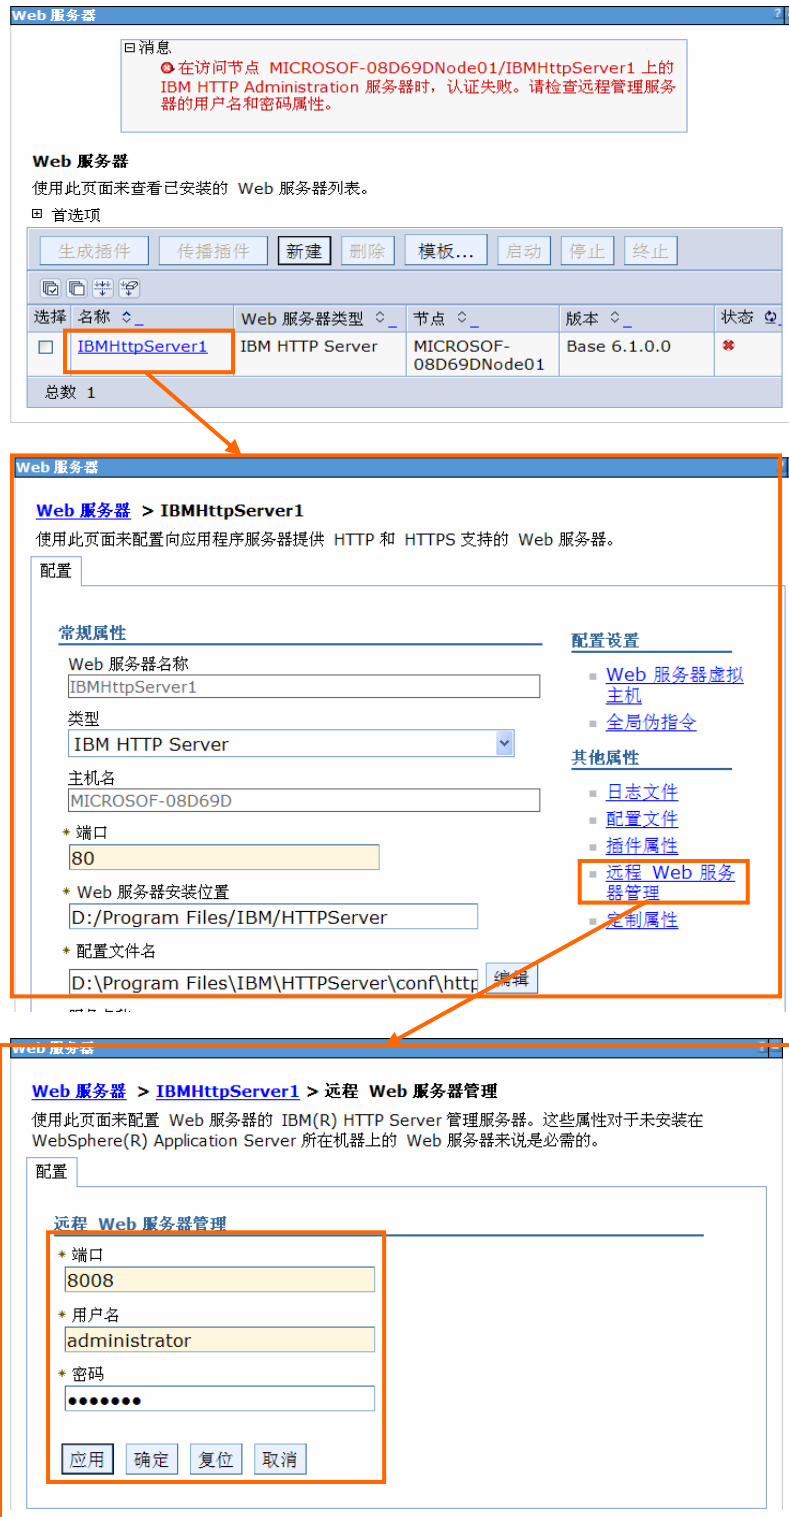 Web 服务器
消息
在访问节点 MICROSOF-08D69DNode01/IBMHttpServer1 上的
IBM HTTP Administration 服务器时，认证失败。请检查远程管理服务
器的用户名和密码属性。
Web 服务器
使用此页面来查看已安装的 Web 服务器列表。
首选项
生成插件 传播插件 新建 删除 模板... 启动 停止 终止
选择 名称 Web 服务器类型 节点 版本 状态
IBMHttpServer1 IBM HTTP Server MICROSOF-08D69DNode01 Base 6.1.0.0
总数 1
Web 服务器
Web 服务器 > IBMHttpServer1
使用此页面来配置向应用程序服务器提供 HTTP 和 HTTPS 支持的 Web 服务器。
配置
常规属性
Web 服务器名称
IBMHttpServer1
类型
IBM HTTP Server
主机名
MICROSOF-08D69D
* 端口
80
* Web 服务器安装位置
D:/Program Files/IBM/HTTPServer
* 配置文件名
D:\Program Files\IBM\HTTPServer\conf\http 编辑
配置设置
Web 服务器虚拟
主机
全局伪指令
其他属性
日志文件
配置文件
插件属性
远程 Web 服务
器管理
定制属性
Web 服务器
Web 服务器 > IBMHttpServer1 > 远程 Web 服务器管理
使用此页面来配置 Web 服务器的 IBM(R) HTTP Server 管理服务器。这些属性对于未安装在
WebSphere(R) Application Server 所在机器上的 Web 服务器来说是必需的。
配置
远程 Web 服务器管理
* 端口
8008
* 用户名
administrator
* 密码
●●●●●●●
应用 确定 复位 取消